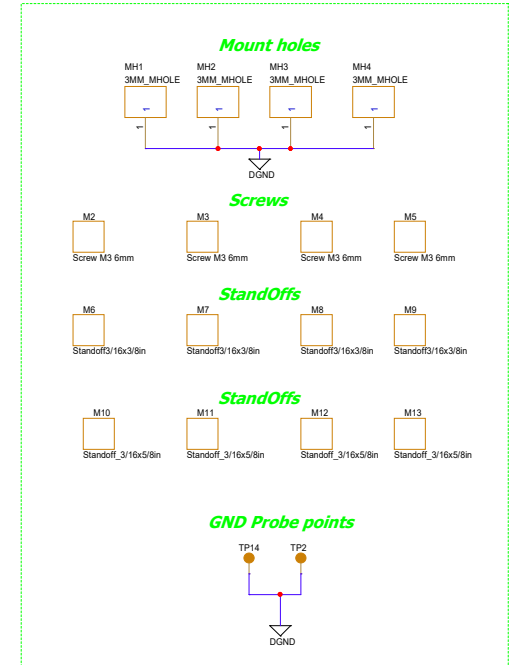 Mount holes
MH1 MH2 MH3 MH4
3MM_MHOLE 3MM_MHOLE 3MM_MHOLE 3MM_MHOLE
1 1 1 1
1 1 1 1
DGND
Screws
M2 M3 M4 M5
Screw M3 6mm Screw M3 6mm Screw M3 6mm Screw M3 6mm
StandOffs
M6 M7 M8 M9
Standoff3/16x3/8in Standoff3/16x3/8in Standoff3/16x3/8in Standoff3/16x3/8in
StandOffs
M10 M11 M12 M13
Standoff_3/16x5/8in Standoff_3/16x5/8in Standoff_3/16x5/8in Standoff_3/16x5/8in
GND Probe points
TP14 TP2
DGND